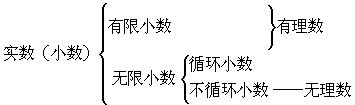 有限小数 有理数
实数（小数）
循环小数
无限小数
不循环小数 ——无理数